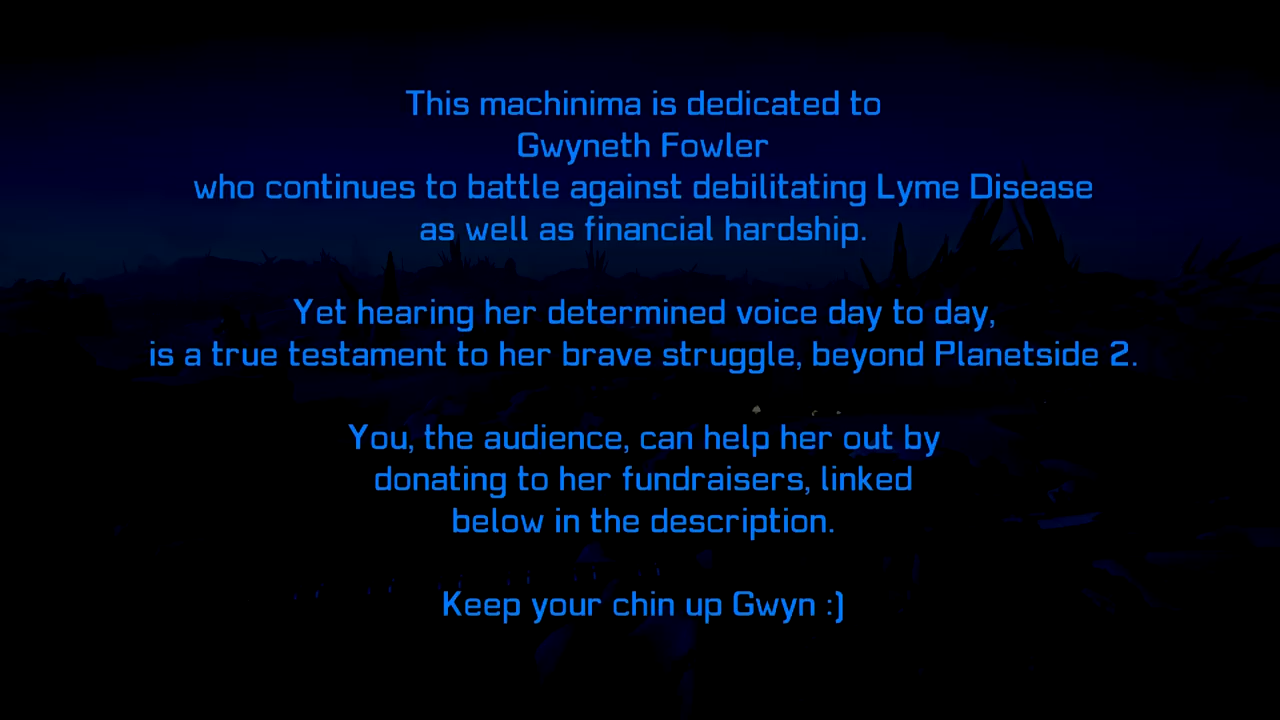 This machinima is dedicated to
Gwyneth Fowler
who continues to battle against debilitating Lyme Disease
as well as financial hardship.
Yet hearing her determined voice day to day,
is a true testament to her brave struggle, beyond Planetside 2.
You, the audience, can help her out by
donating to her fundraisers, linked
below in the description.
Keep your chin up Gwyn :)